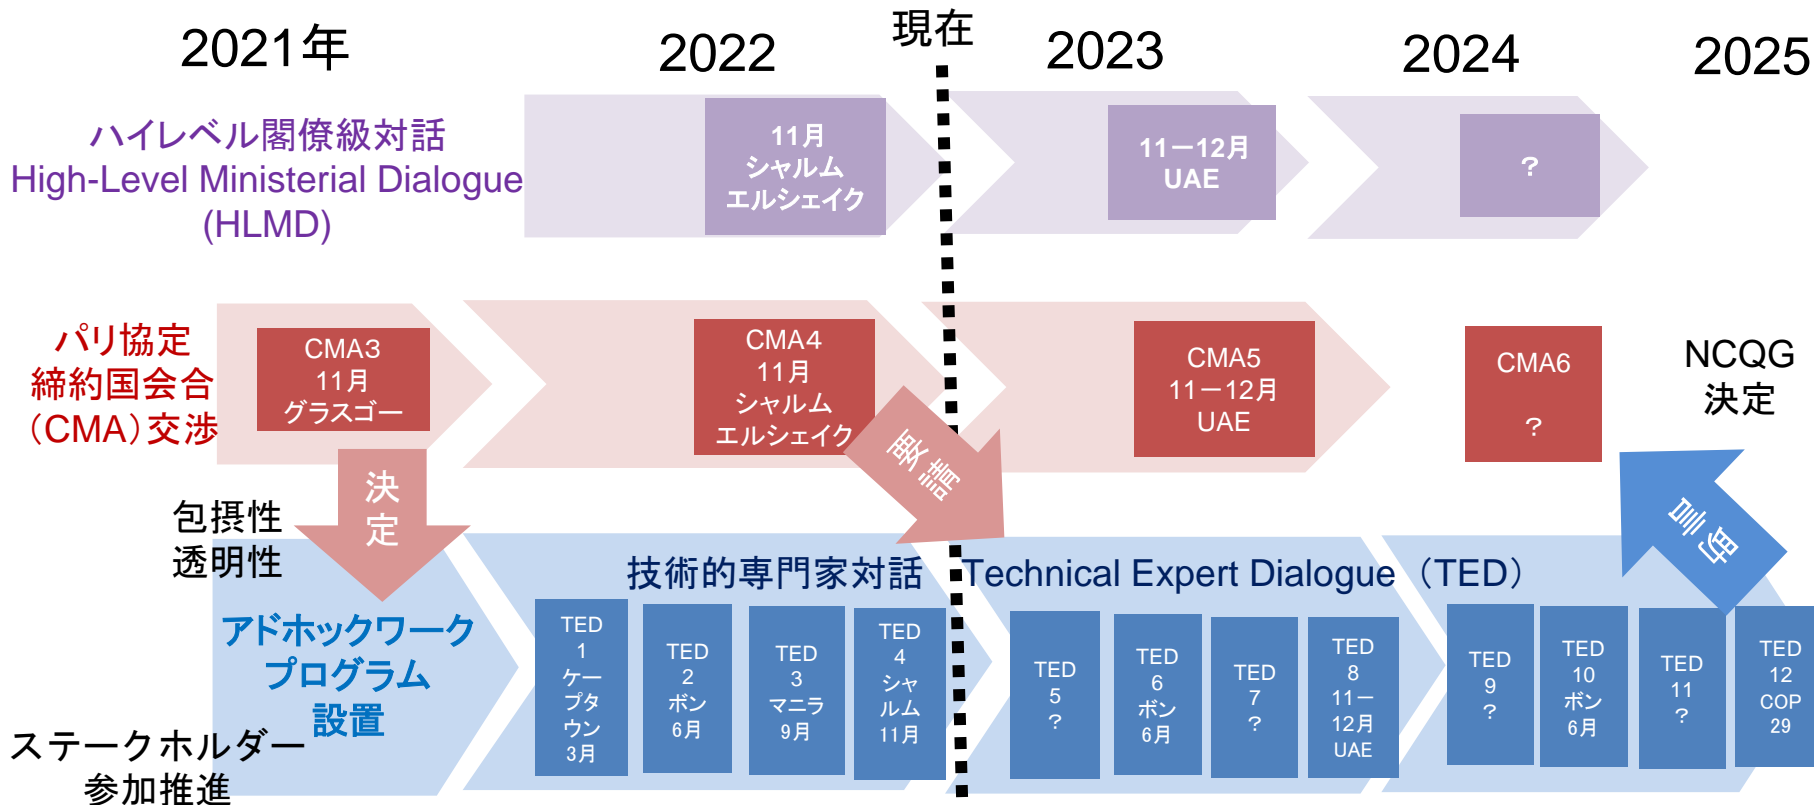 2021年
2022
現在
2023
2024
2025
ハイレベル閣僚級対話
High-Level Ministerial Dialogue
(HLMD)
11月
シャルム
エルシェイク
11－12月
UAE
？
パリ協定
締約国会合
（CMA）交渉
CMA3
11月
グラスゴー
CMA4
11月
シャルム
エルシェイク
CMA5
11－12月
UAE
CMA6
？
NCQG
決定
決
定
要
請
助言
包摂性
透明性
技術的専門家対話 Technical Expert Dialogue（TED）
アドホックワーク
プログラム
設置
ステークホルダー
参加推進
TED
1
ケー
プタ
ウン
3月
TED
2
ボン
6月
TED
3
マニラ
9月
TED
4
シャ
ルム
11月
TED
5
？
TED
6
ボン
6月
TED
7
？
TED
8
11－
12月
UAE
TED
9
？
TED
10
ボン
6月
TED
11
？
TED
12
COP
29